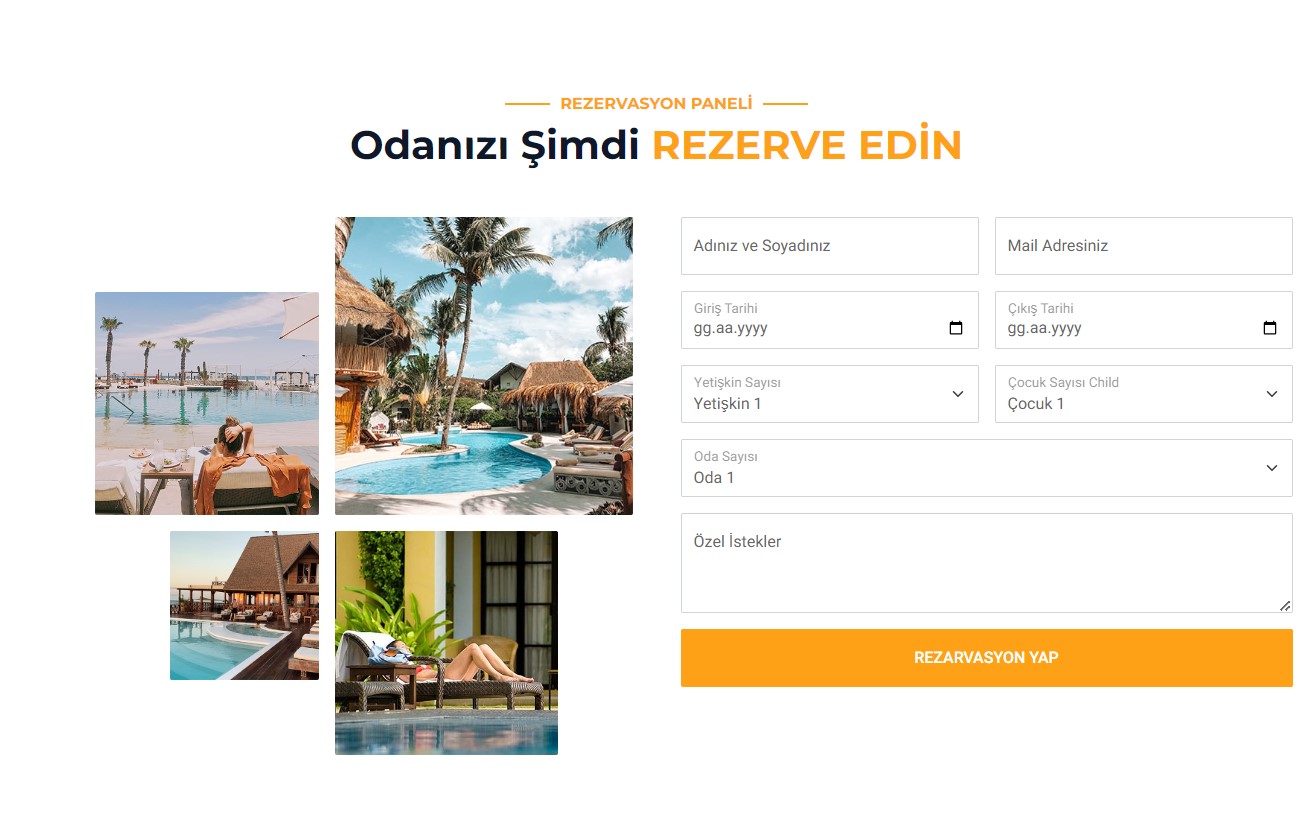 REZERVASYON PANELİ
Odanızı Şimdi REZERVE EDİN
Adınız ve Soyadınız
Mail Adresiniz
Giriş Tarihi
gg.aa.yyyy
Çıkış Tarihi
gg.aa.yyyy
Yetişkin Sayısı
Yetişkin 1
Çocuk Sayısı Child
Çocuk 1
Oda Sayısı
Oda 1
Özel İstekler
REZARVASYON YAP